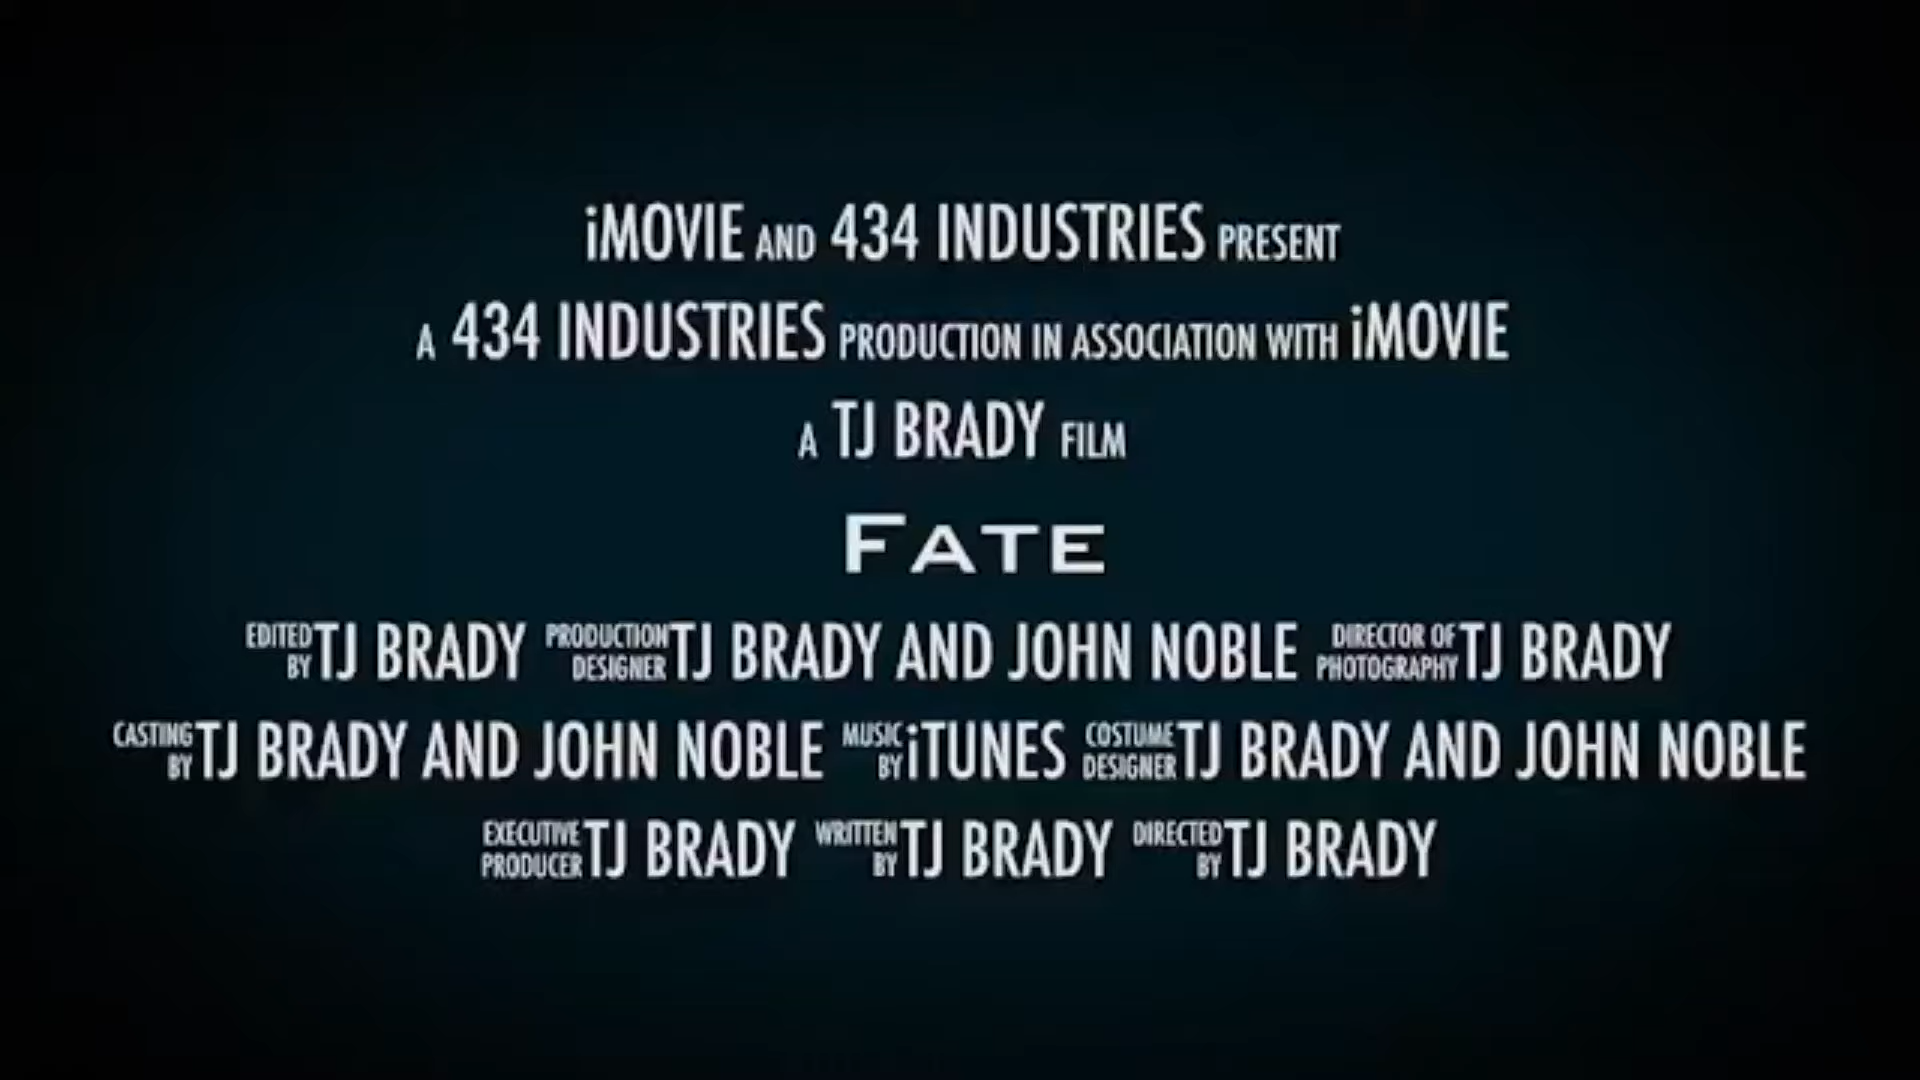 iMOVIE AND 434 INDUSTRIES PRESENT
A 434 INDUSTRIES PRODUCTION IN ASSOCIATION WITH iMOVIE
A TJ BRADY FILM
FATE
EDITED BY TJ BRADY PRODUCTION DESIGNER TJ BRADY AND JOHN NOBLE DIRECTOR OF PHOTOGRAPHY TJ BRADY
CASTING BY TJ BRADY AND JOHN NOBLE MUSIC BY iTUNES COSTUME DESIGNER TJ BRADY AND JOHN NOBLE
EXECUTIVE PRODUCER TJ BRADY WRITTEN BY TJ BRADY DIRECTED BY TJ BRADY